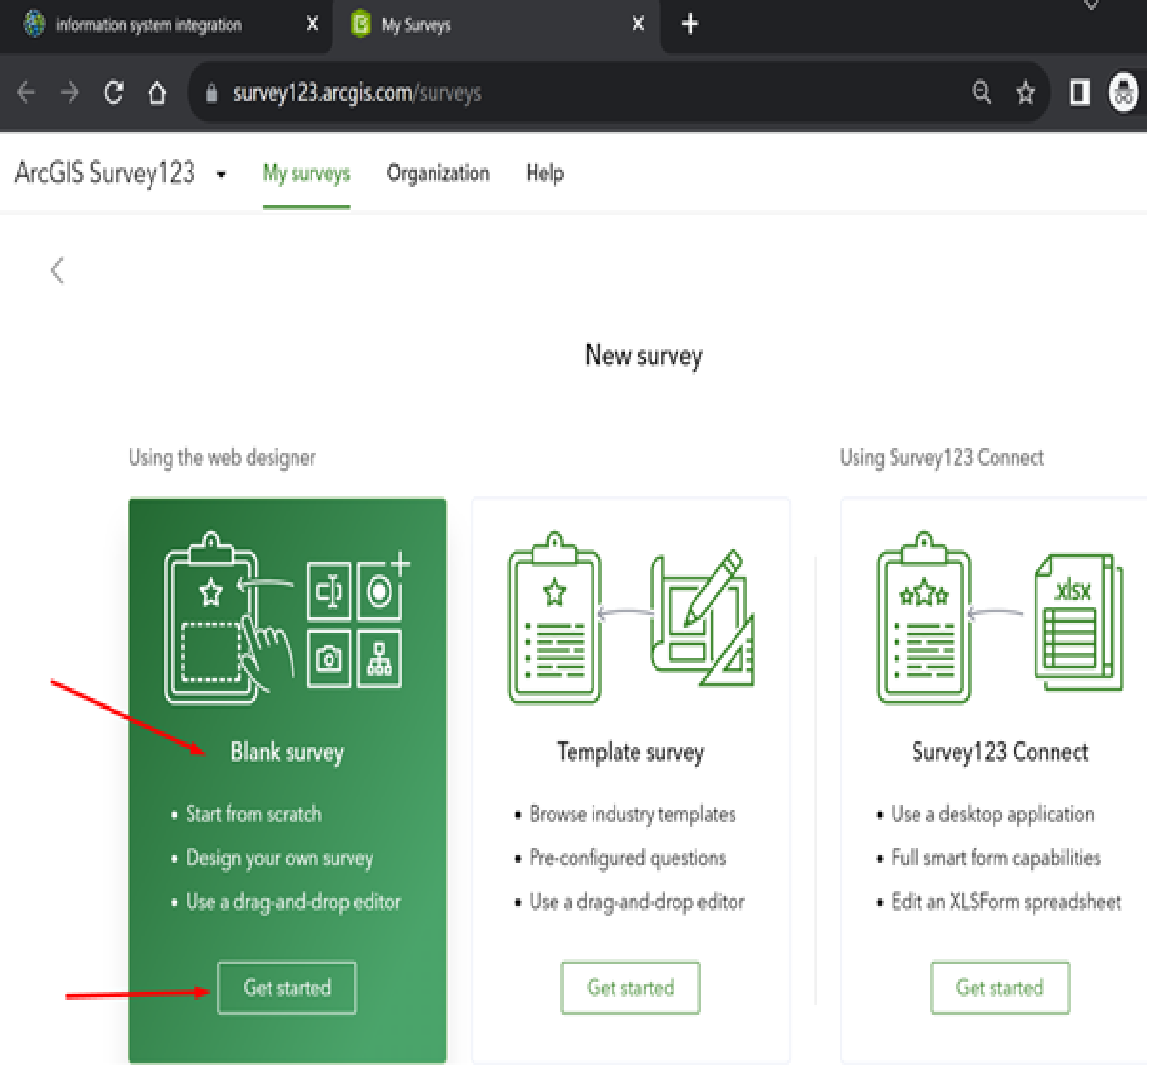 information system integration
My Surveys
survey123.arcgis.com/surveys
ArcGIS Survey123
My surveys
Organization
Help
New survey
Using the web designer
Using Survey123 Connect
.xlsx
Blank survey
• Start from scratch
• Design your own survey
• Use a drag-and-drop editor
Get started
Template survey
• Browse industry templates
• Pre-configured questions
• Use a drag-and-drop editor
Get started
Survey123 Connect
• Use a desktop application
• Full smart form capabilities
• Edit an XLSForm spreadsheet
Get started